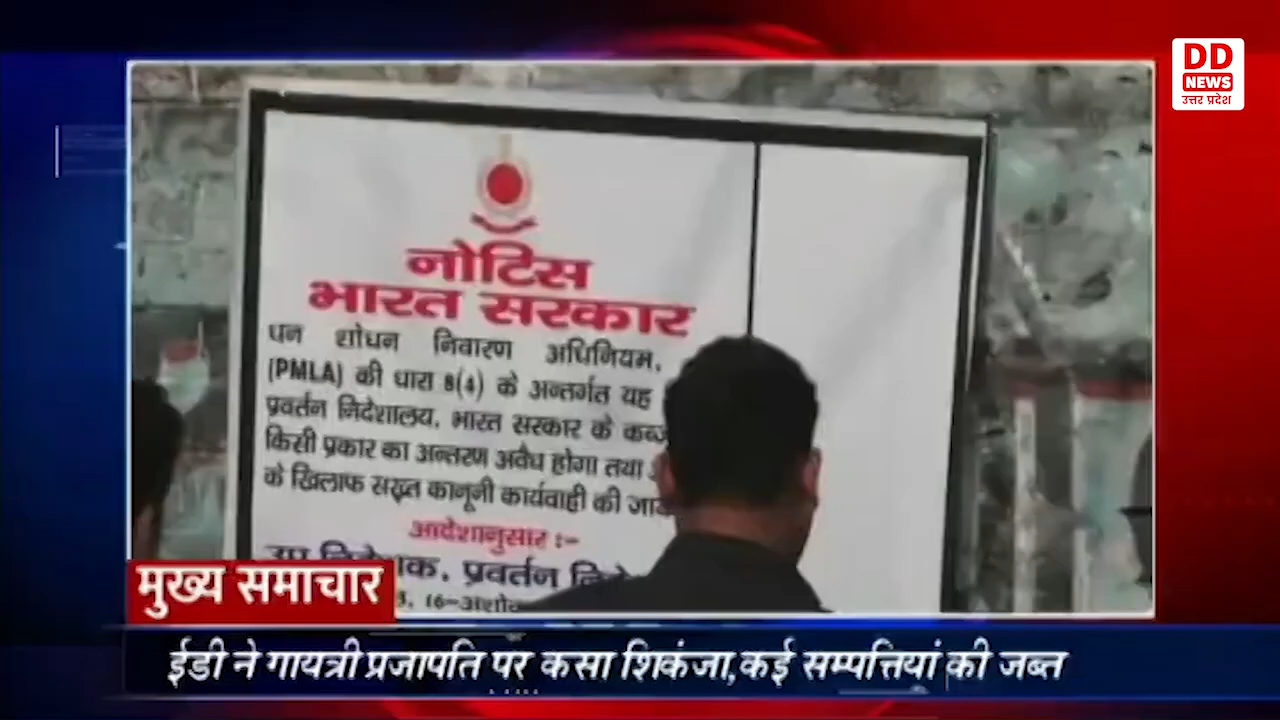 DD
NEWS
उत्तर प्रदेश
नोटिस
भारत सरकार
धन शोधन निवारण अधिनियम,
(PMLA) की धारा 8(4) के अन्तर्गत यह
प्रवर्तन निदेशालय, भारत सरकार के
किसी प्रकार का अन्तरण अवैध होगा तथा
के खिलाफ सख्त कानूनी कार्यवाही की
आदेशानुसार :-
प्रवर्तन
मुख्य समाचार
ईडी ने गायत्री प्रजापति पर कसा शिकंजा,कई सम्पत्तियां की जब्त